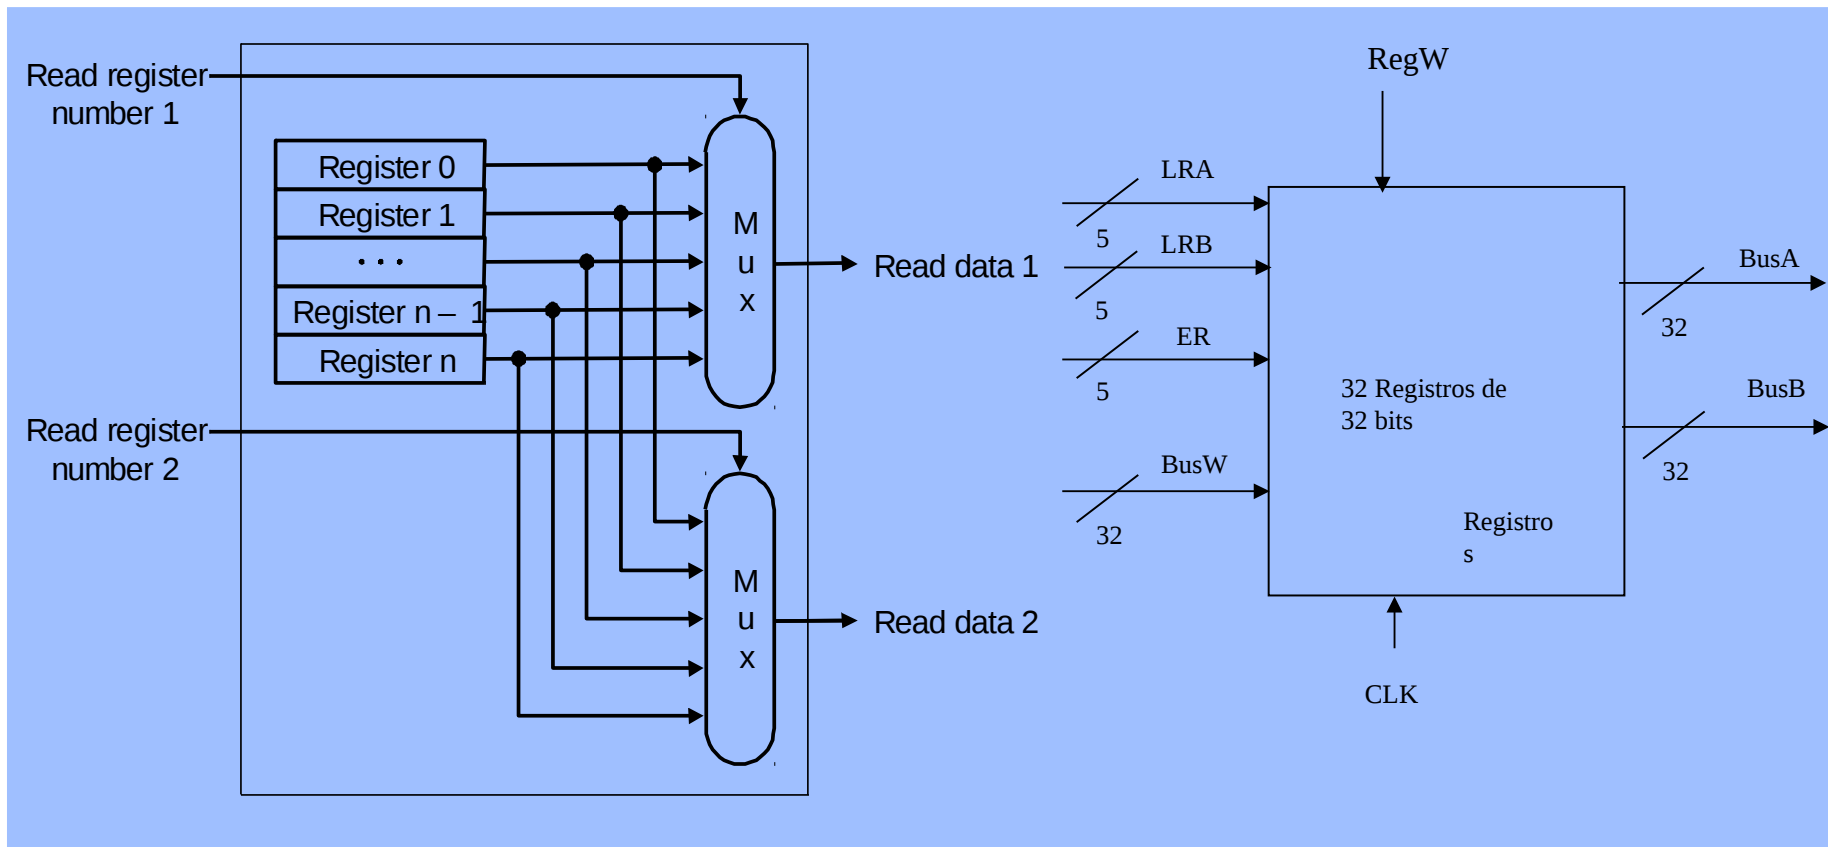 Read register
number 1
Register 0
Register 1
. . .
Register n – 1
Register n
M
u
x
Read data 1
Read register
number 2
M
u
x
Read data 2
RegW
LRA
5
LRB
5
ER
5
BusW
32
32 Registros de
32 bits
Registro
s
BusA
32
BusB
32
CLK